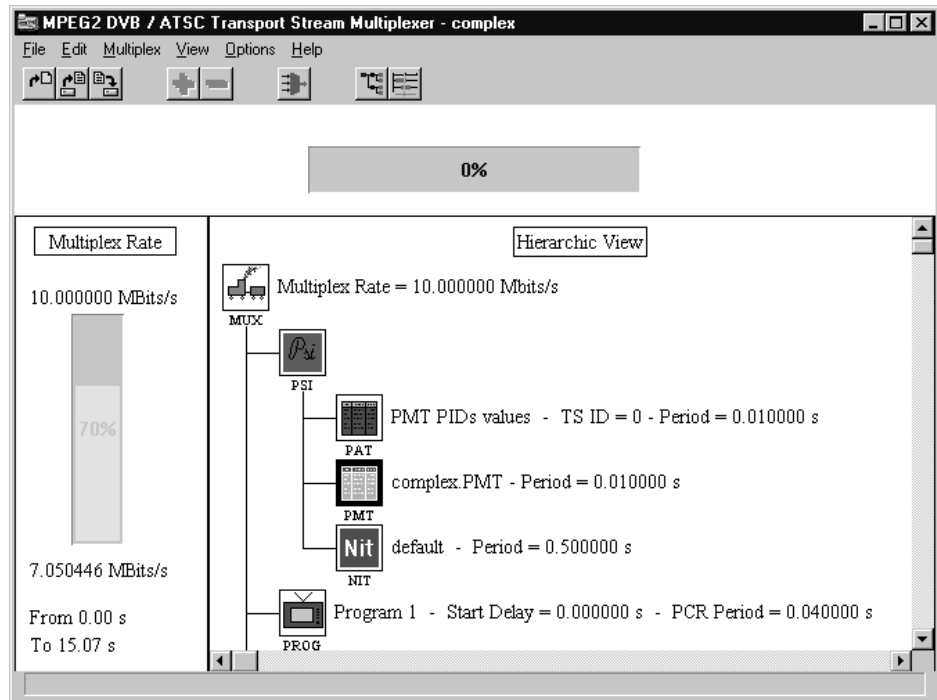 MPEG2 DVB / ATSC Transport Stream Multiplexer - complex
File Edit Multiplex View Options Help
0%
Multiplex Rate
10.000000 MBits/s
70%
7.050446 MBits/s
From 0.00 s
To 15.07 s
Hierarchic View
Multiplex Rate = 10.000000 Mbits/s
MUX
Psi
PSI
PMT PIDs values - TS ID = 0 - Period = 0.010000 s
PAT
complex.PMT - Period = 0.010000 s
PMT
Nit
default - Period = 0.500000 s
NIT
Program 1 - Start Delay = 0.000000 s - PCR Period = 0.040000 s
PROG